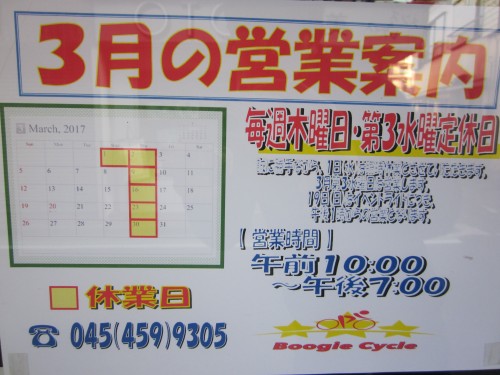 3月の営業案内
毎週木曜日・第3水曜定休日
March, 2017
1 2 3 4
5 6 7 8 9 10 11
12 13 14 15 16 17 18
19 20 21 22 23 24 25
26 27 28 29 30 31
【営業時間】
午前10:00
～午後7:00
休業日
☎ 045(459)9305
Boogie Cycle